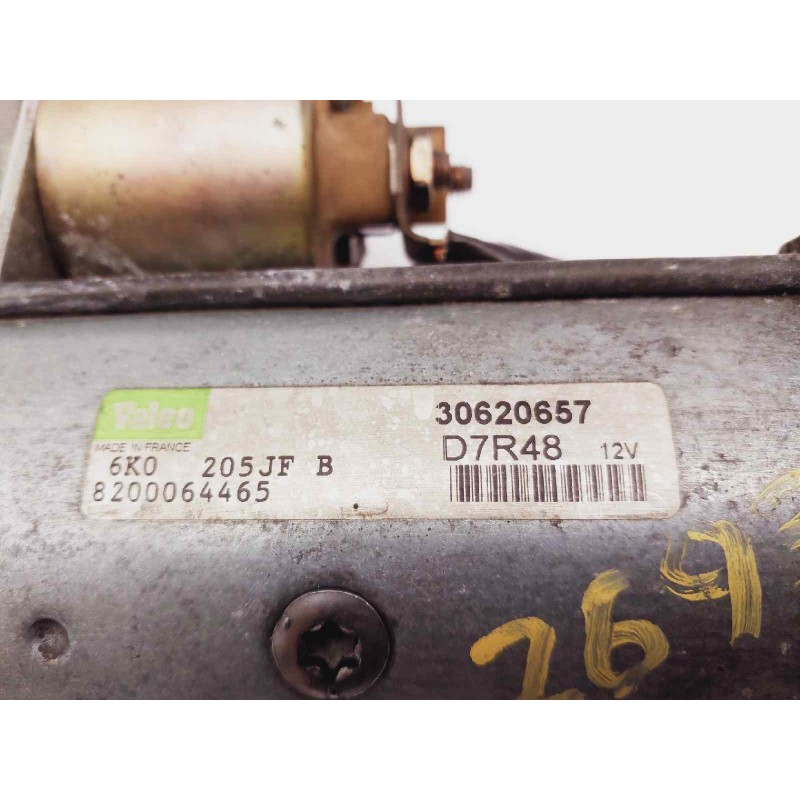 Valeo
MADE IN FRANCE
6K0 205JF B
8200064465
30620657
D7R48 12V
269